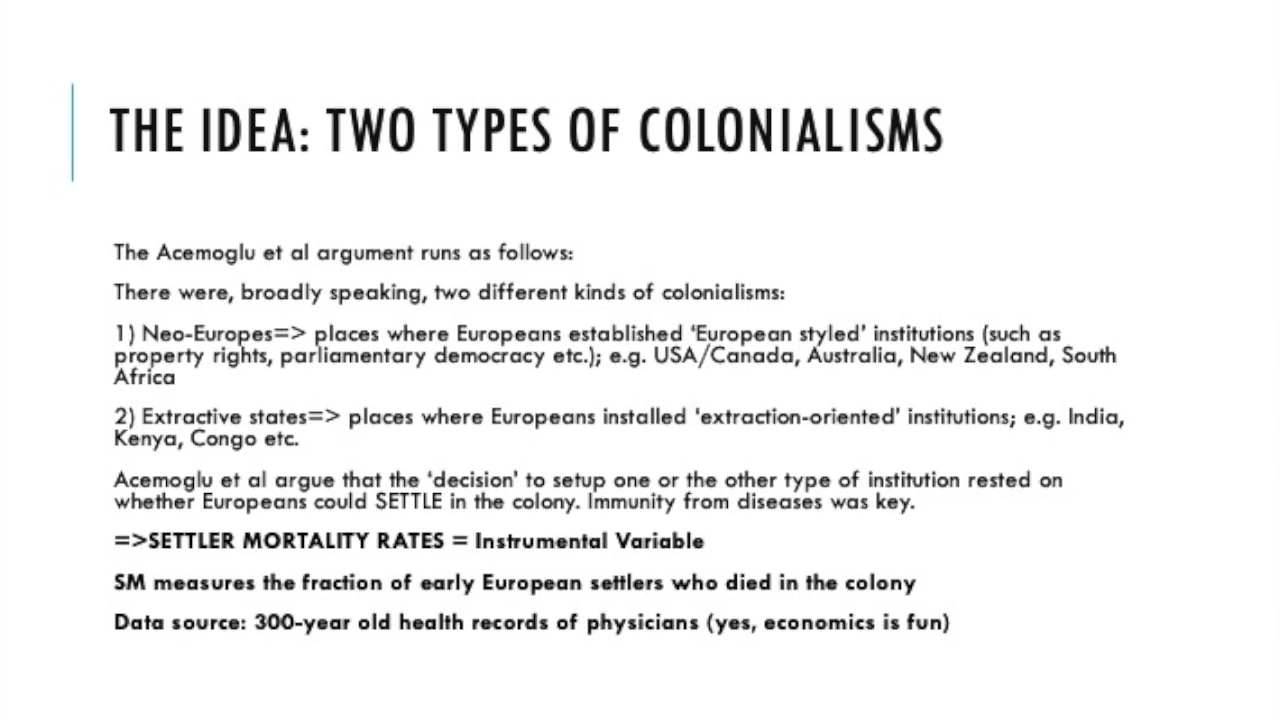 THE IDEA: TWO TYPES OF COLONIALISMS
The Acemoglu et al argument runs as follows:
There were, broadly speaking, two different kinds of colonialisms:
1) Neo-Europes=> places where Europeans established ‘European styled’ institutions (such as
property rights, parliamentary democracy etc.); e.g. USA/Canada, Australia, New Zealand, South
Africa
2) Extractive states=> places where Europeans installed ‘extraction-oriented’ institutions; e.g. India,
Kenya, Congo etc.
Acemoglu et al argue that the ‘decision’ to setup one or the other type of institution rested on
whether Europeans could SETTLE in the colony. Immunity from diseases was key.
=>SETTLER MORTALITY RATES = Instrumental Variable
SM measures the fraction of early European settlers who died in the colony
Data source: 300-year old health records of physicians (yes, economics is fun)